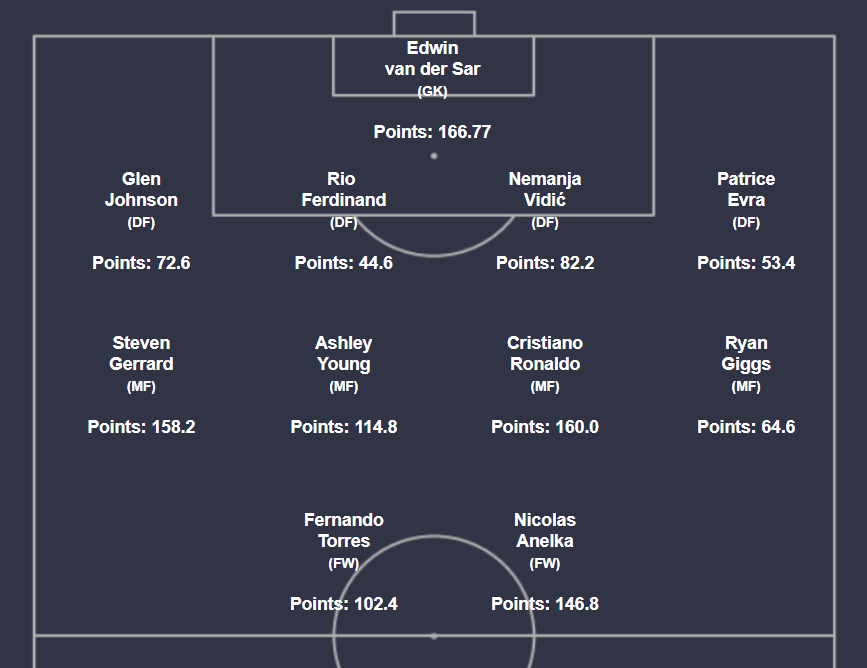 Edwin
van der Sar
(GK)
Points: 166.77
Glen
Johnson
(DF)
Points: 72.6
Rio
Ferdinand
(DF)
Points: 44.6
Nemanja
Vidić
(DF)
Points: 82.2
Patrice
Evra
(DF)
Points: 53.4
Steven
Gerrard
(MF)
Points: 158.2
Ashley
Young
(MF)
Points: 114.8
Cristiano
Ronaldo
(MF)
Points: 160.0
Ryan
Giggs
(MF)
Points: 64.6
Fernando
Torres
(FW)
Points: 102.4
Nicolas
Anelka
(FW)
Points: 146.8